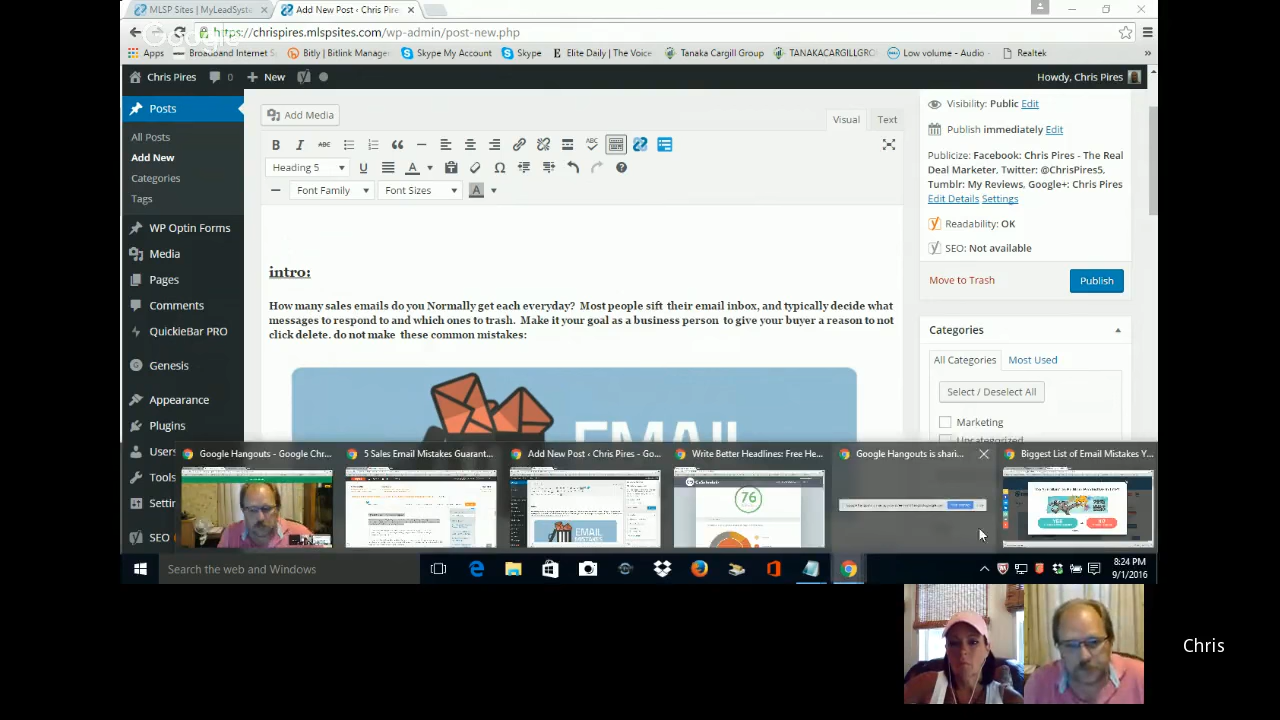 MLSP Sites | MyLeadSyste
Add New Post ‹ Chris Pire
https://chrispires.mlspsites.com/wp-admin/post-new.php
Google
Apps
Broadband Internet
Bitly | Bitlink Manager
Skype My Account
Skype
Elite Daily | The Voice
Tanaka Cargill Group
TANAKACARGILLGRO
Low volume - Audio
Realtek
Chris Pires
0
New
Howdy, Chris Pires
Posts
All Posts
Add New
Categories
Tags
WP Optin Forms
Media
Pages
Comments
QuickieBar PRO
Genesis
Appearance
Plugins
Users
Tools
Setti
SEO
Add Media
Visual
Text
Heading 5
Font Family
Font Sizes
intro:
How many sales emails do you Normally get each everyday? Most people sift their email inbox, and typically decide what
messages to respond to and which ones to trash. Make it your goal as a business person to give your buyer a reason to not
click delete. do not make these common mistakes:
EMAIL
Visibility: Public Edit
Publish immediately Edit
Publicize: Facebook: Chris Pires - The Real
Deal Marketer, Twitter: @ChrisPires5,
Tumblr: My Reviews, Google+: Chris Pires
Edit Details Settings
Readability: OK
SEO: Not available
Move to Trash
Publish
Categories
All Categories
Most Used
Select / Deselect All
Marketing
Uncategorized
Google Hangouts - Google Chr...
5 Sales Email Mistakes Guarant...
Add New Post ‹ Chris Pires - Go...
Write Better Headlines: Free He...
Google Hangouts is shari...
Biggest List of Email Mistakes Y...
EMAIL
MISTAKES
76
YES
NO
Search the web and Windows
8:24 PM
9/1/2016
Chris